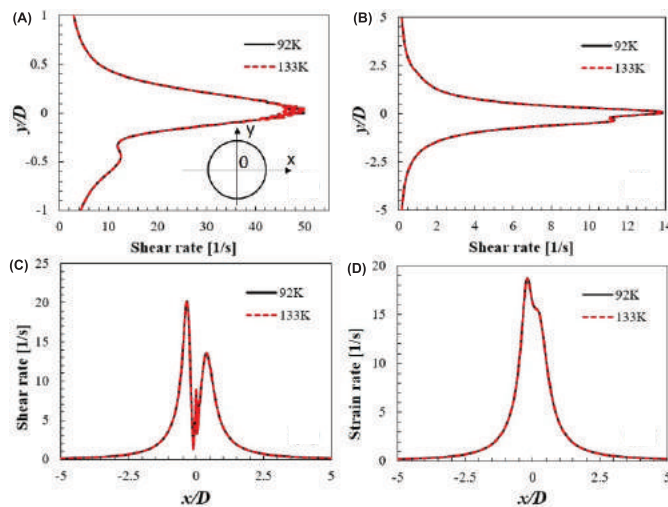 (A)
1
0.5
0
-0.5
-1
y/D
92K
133K
y
0
x
0 10 20 30 40 50
Shear rate [1/s]
(B)
5
2.5
0
-2.5
-5
y/D
92K
133K
0 2 4 6 8 10 12 14
Shear rate [1/s]
(C)
25
20
15
10
5
0
Shear rate [1/s]
92K
133K
-5 -2.5 0 2.5 5
x/D
(D)
20
15
10
5
0
Strain rate [1/s]
92K
133K
-5 -2.5 0 2.5 5
x/D